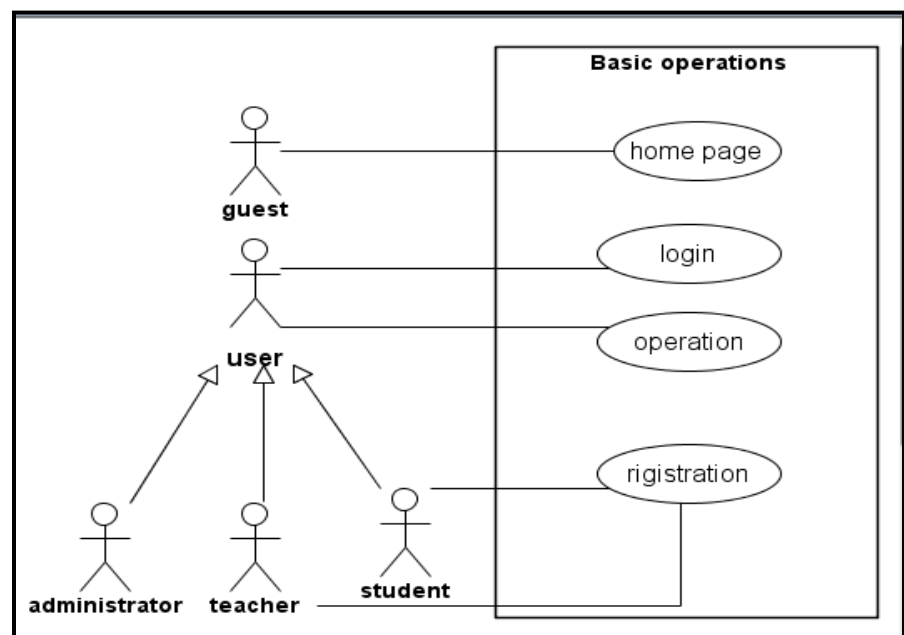 Basic operations
home page
guest
login
operation
user
rigistration
student
administrator
teacher